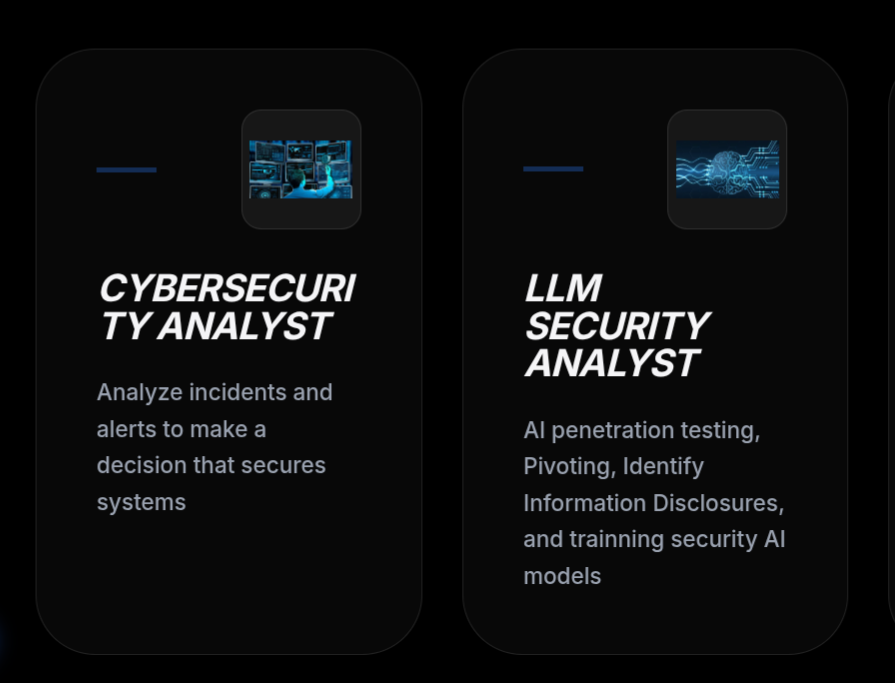 CYBERSECURI
TY ANALYST
Analyze incidents and
alerts to make a
decision that secures
systems
LLM
SECURITY
ANALYST
AI penetration testing,
Pivoting, Identify
Information Disclosures,
and trainning security AI
models